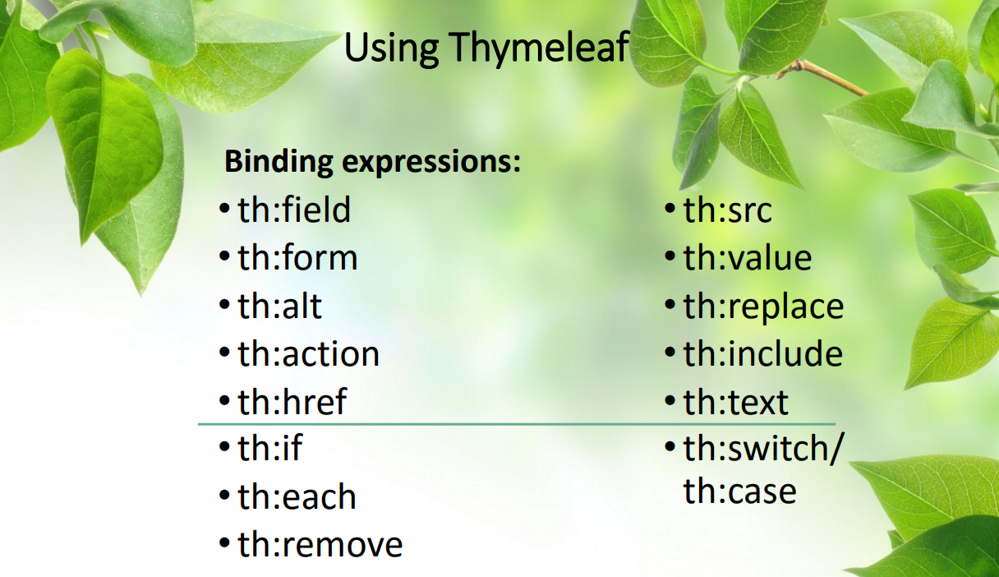 Using Thymeleaf
Binding expressions:
• th:field
• th:form
• th:alt
• th:action
• th:href
• th:if
• th:each
• th:remove
• th:src
• th:value
• th:replace
• th:include
• th:text
• th:switch/
th:case